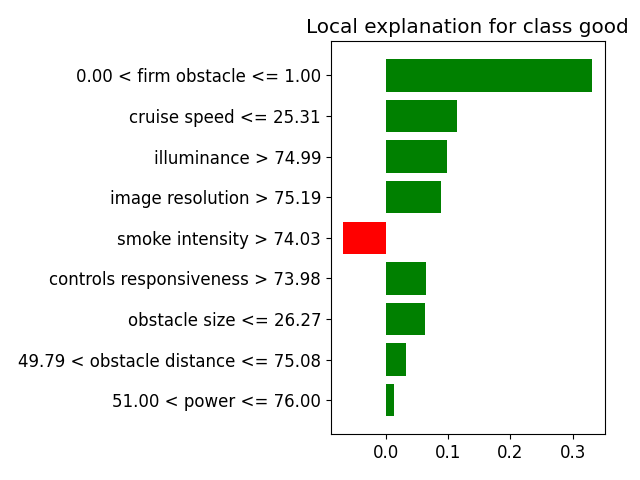 Local explanation for class good
0.00 < firm obstacle <= 1.00
cruise speed <= 25.31
illuminance > 74.99
image resolution > 75.19
smoke intensity > 74.03
controls responsiveness > 73.98
obstacle size <= 26.27
49.79 < obstacle distance <= 75.08
51.00 < power <= 76.00
0.0 0.1 0.2 0.3